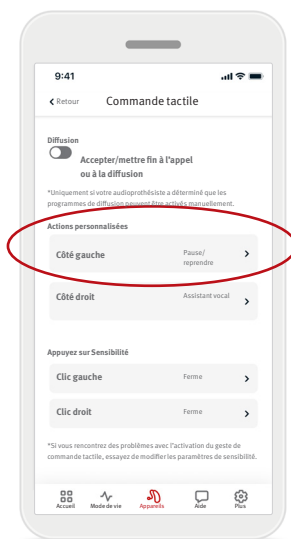 9:41
Retour Commande tactile
Diffusion
Accepter/mettre fin à l'appel
ou à la diffusion
*Uniquement si votre audioprothésiste a déterminé que les
programmes de diffusion peuvent être activés manuellement.
Actions personnalisées
Côté gauche Pause/
reprendre
Côté droit Assistant vocal
Appuyez sur Sensibilité
Clic gauche Ferme
Clic droit Ferme
*Si vous rencontrez des problèmes avec l'activation du geste de
commande tactile, essayez de modifier les paramètres de sensibilité.
Accueil Mode de vie Appareils Aide Plus